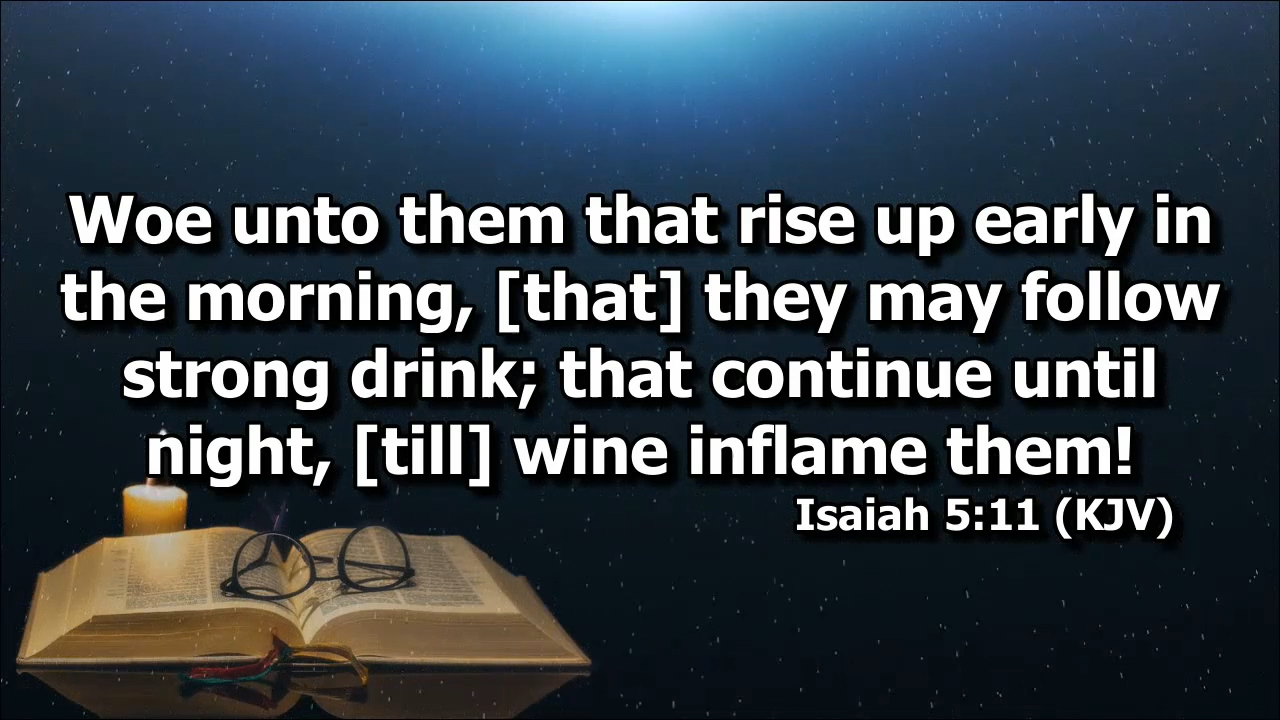 Woe unto them that rise up early in
the morning, [that] they may follow
strong drink; that continue until
night, [till] wine inflame them!
Isaiah 5:11 (KJV)